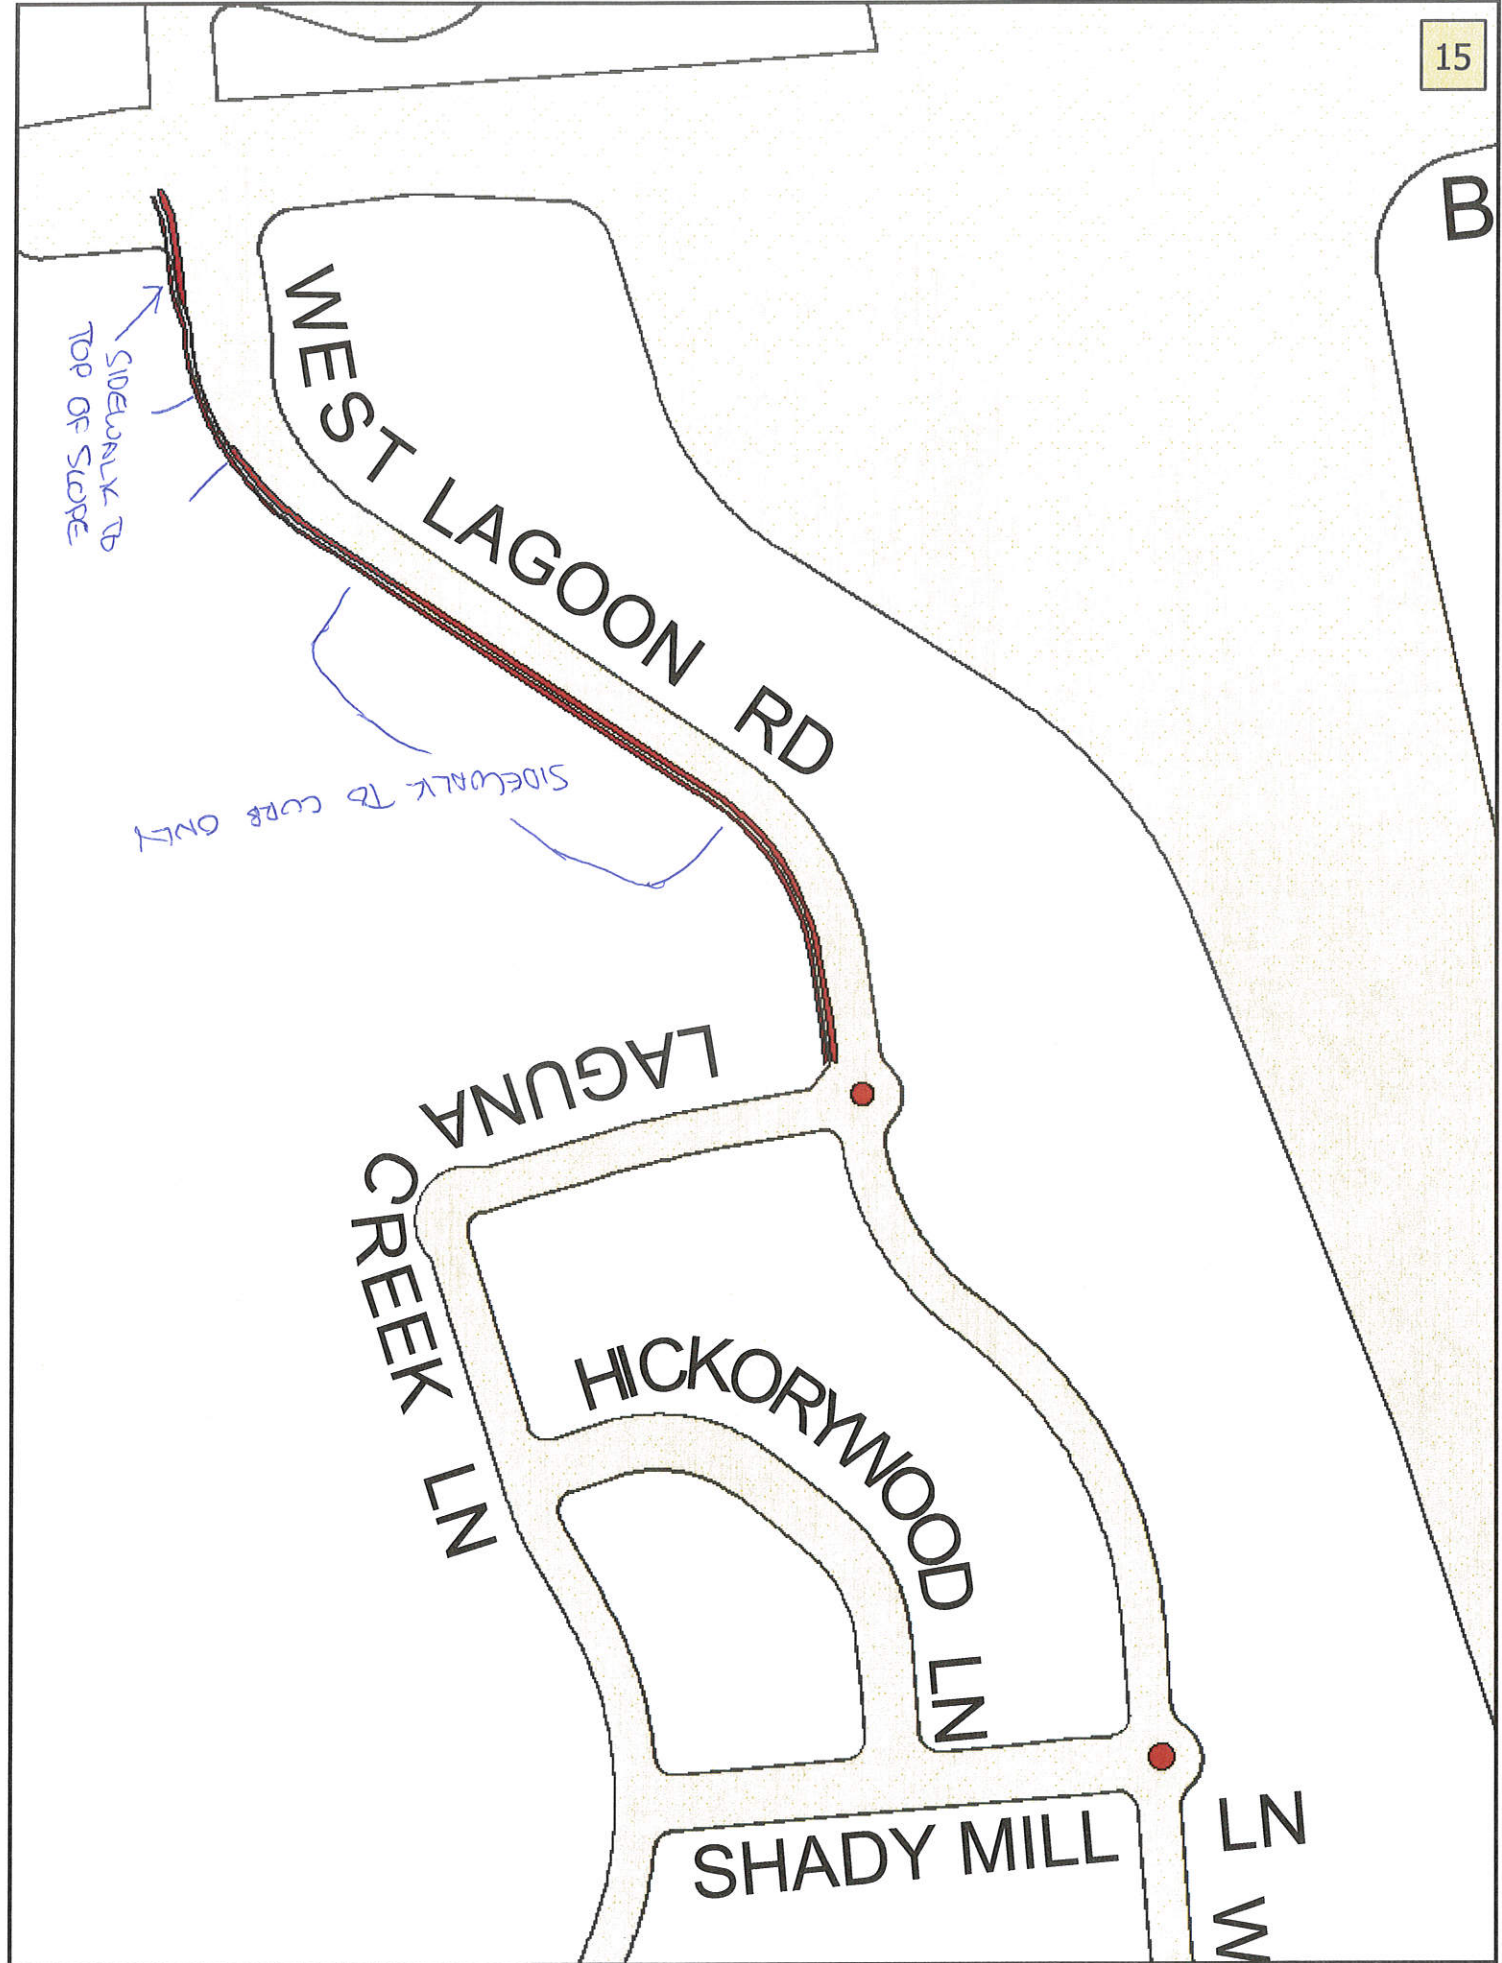 15
B
WEST LAGOON RD
SIDEWALK TO
TOP OF SLOPE
SIDEWALK TO CURB ONLY
LAGUNA
CREEK LN
HICKORYWOOD LN
SHADY MILL LN
W